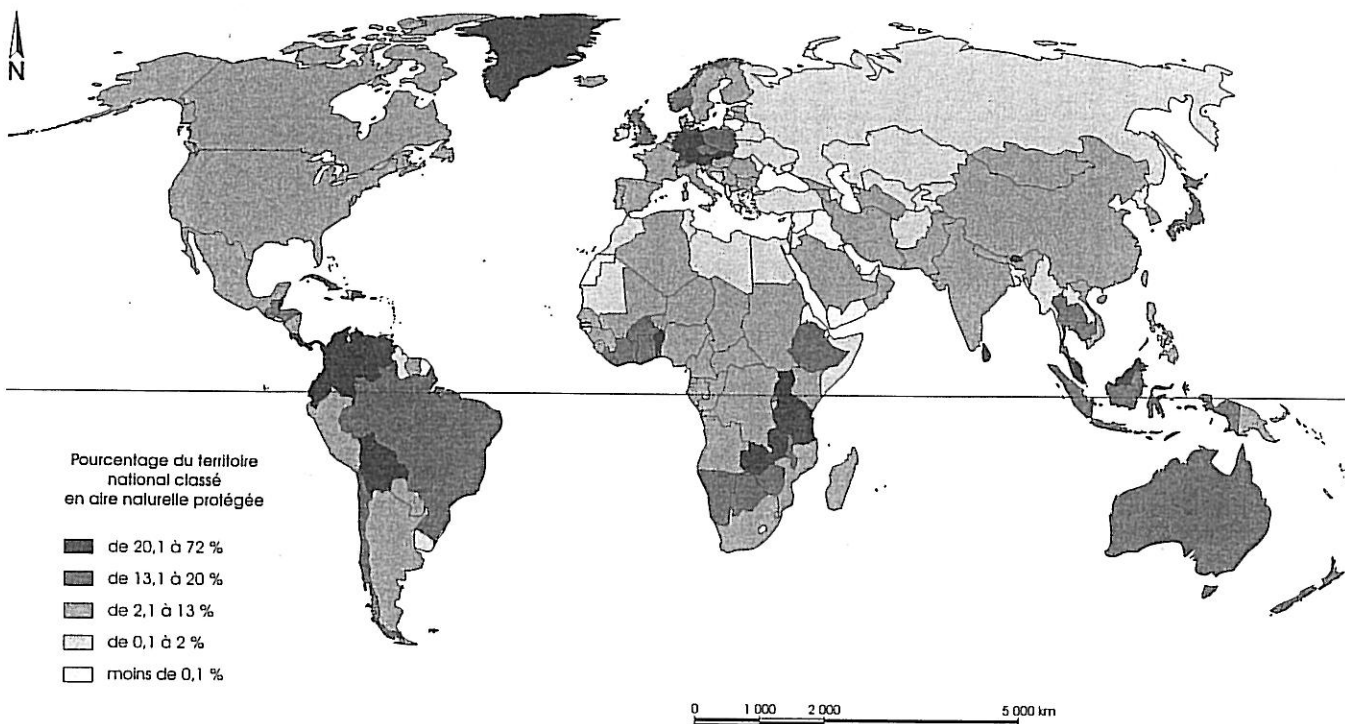 N
Pourcentage du territoire
national classé
en aire naturelle protégée
de 20,1 à 72 %
de 13,1 à 20 %
de 2,1 à 13 %
de 0,1 à 2 %
moins de 0,1 %
0 1 000 2 000 5 000 km